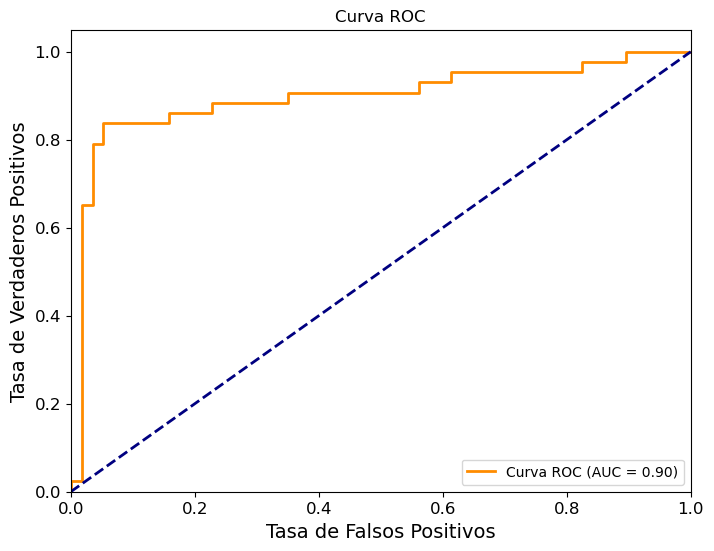 Curva ROC
1.0
0.8
0.6
0.4
0.2
0.0
Tasa de Verdaderos Positivos
0.0 0.2 0.4 0.6 0.8 1.0
Tasa de Falsos Positivos
Curva ROC (AUC = 0.90)